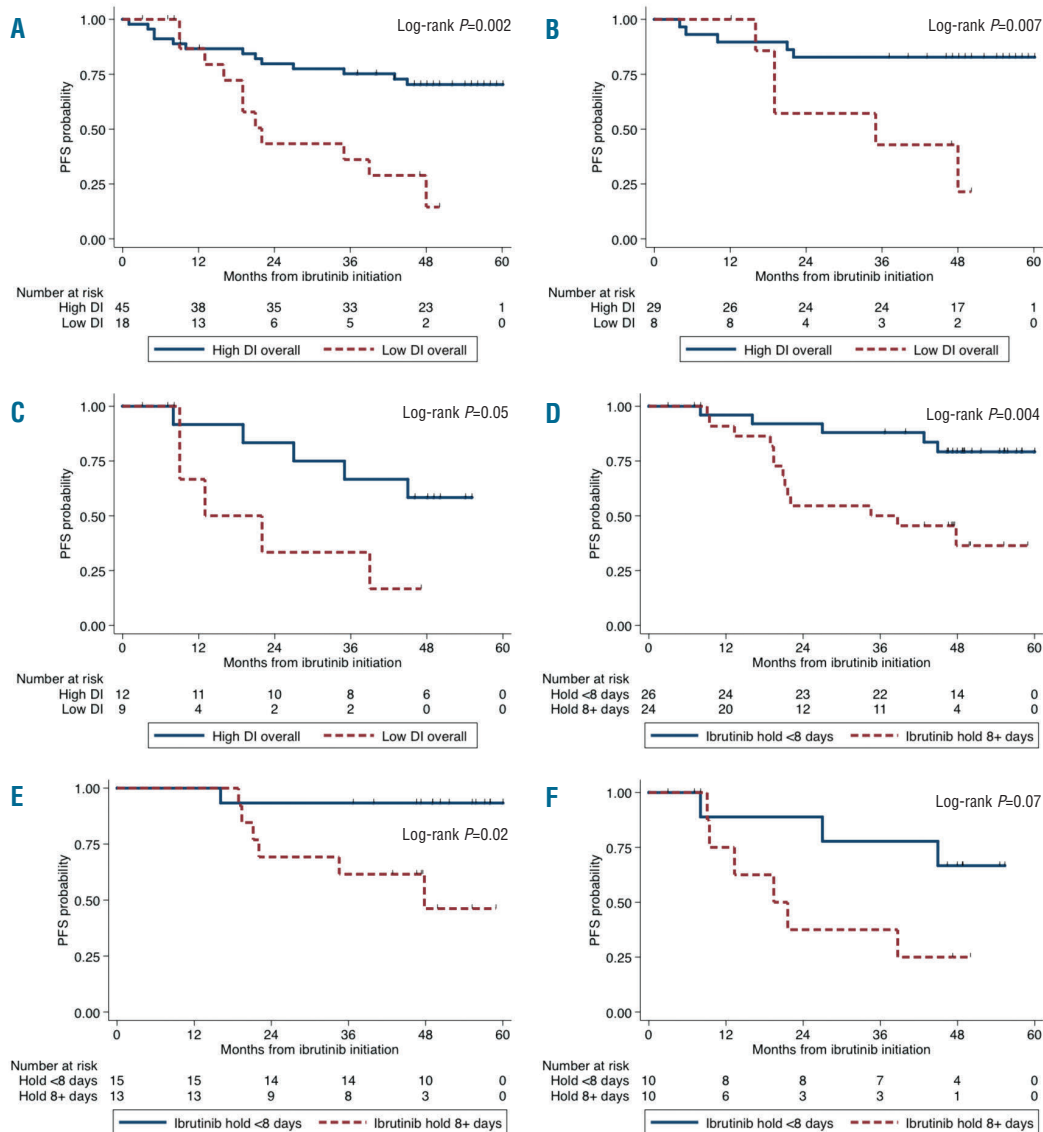 A
Log-rank P=0.002
PFS probability
1.00
0.75
0.50
0.25
0.00
0 12 24 36 48 60
Months from ibrutinib initiation
Number at risk
High DI 45 38 35 33 23 1
Low DI 18 13 6 5 2 0
High DI overall Low DI overall
B
Log-rank P=0.007
PFS probability
1.00
0.75
0.50
0.25
0.00
0 12 24 36 48 60
Months from ibrutinib initiation
Number at risk
High DI 29 26 24 24 17 1
Low DI 8 8 4 3 2 0
High DI overall Low DI overall
C
Log-rank P=0.05
PFS probability
1.00
0.75
0.50
0.25
0.00
0 12 24 36 48 60
Months from ibrutinib initiation
Number at risk
High DI 12 11 10 8 6 0
Low DI 9 4 2 2 0 0
High DI overall Low DI overall
D
Log-rank P=0.004
PFS probability
1.00
0.75
0.50
0.25
0.00
0 12 24 36 48 60
Months from ibrutinib initiation
Number at risk
Hold <8 days 26 24 23 22 14 0
Hold 8+ days 24 20 12 11 4 0
Ibrutinib hold <8 days Ibrutinib hold 8+ days
E
Log-rank P=0.02
PFS probability
1.00
0.75
0.50
0.25
0.00
0 12 24 36 48 60
Months from ibrutinib initiation
Number at risk
Hold <8 days 15 15 14 14 10 0
Hold 8+ days 13 13 9 8 3 0
Ibrutinib hold <8 days Ibrutinib hold 8+ days
F
Log-rank P=0.07
PFS probability
1.00
0.75
0.50
0.25
0.00
0 12 24 36 48 60
Months from ibrutinib initiation
Number at risk
Hold <8 days 10 8 8 7 4 0
Hold 8+ days 10 6 3 3 1 0
Ibrutinib hold <8 days Ibrutinib hold 8+ days